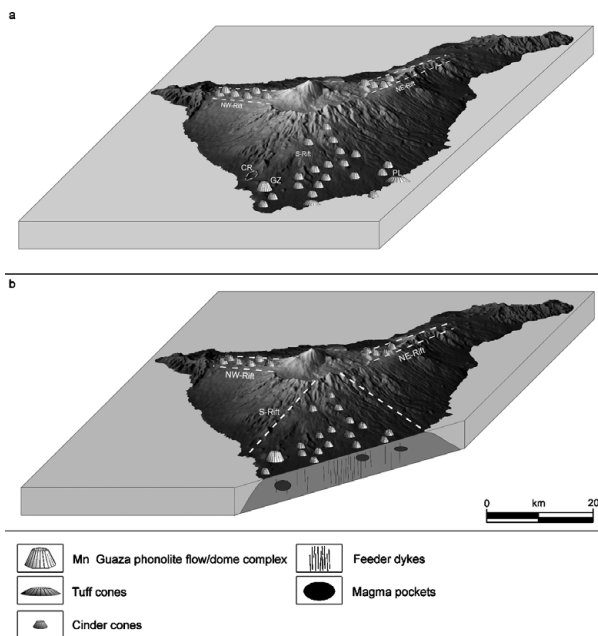 a
NW-Rift
NE-Rift
S-Rift
CR
GZ
PL
b
NW-Rift
NE-Rift
S-Rift
0 km 20
Mn Guaza phonolite flow/dome complex
Feeder dykes
Tuff cones
Magma pockets
Cinder cones